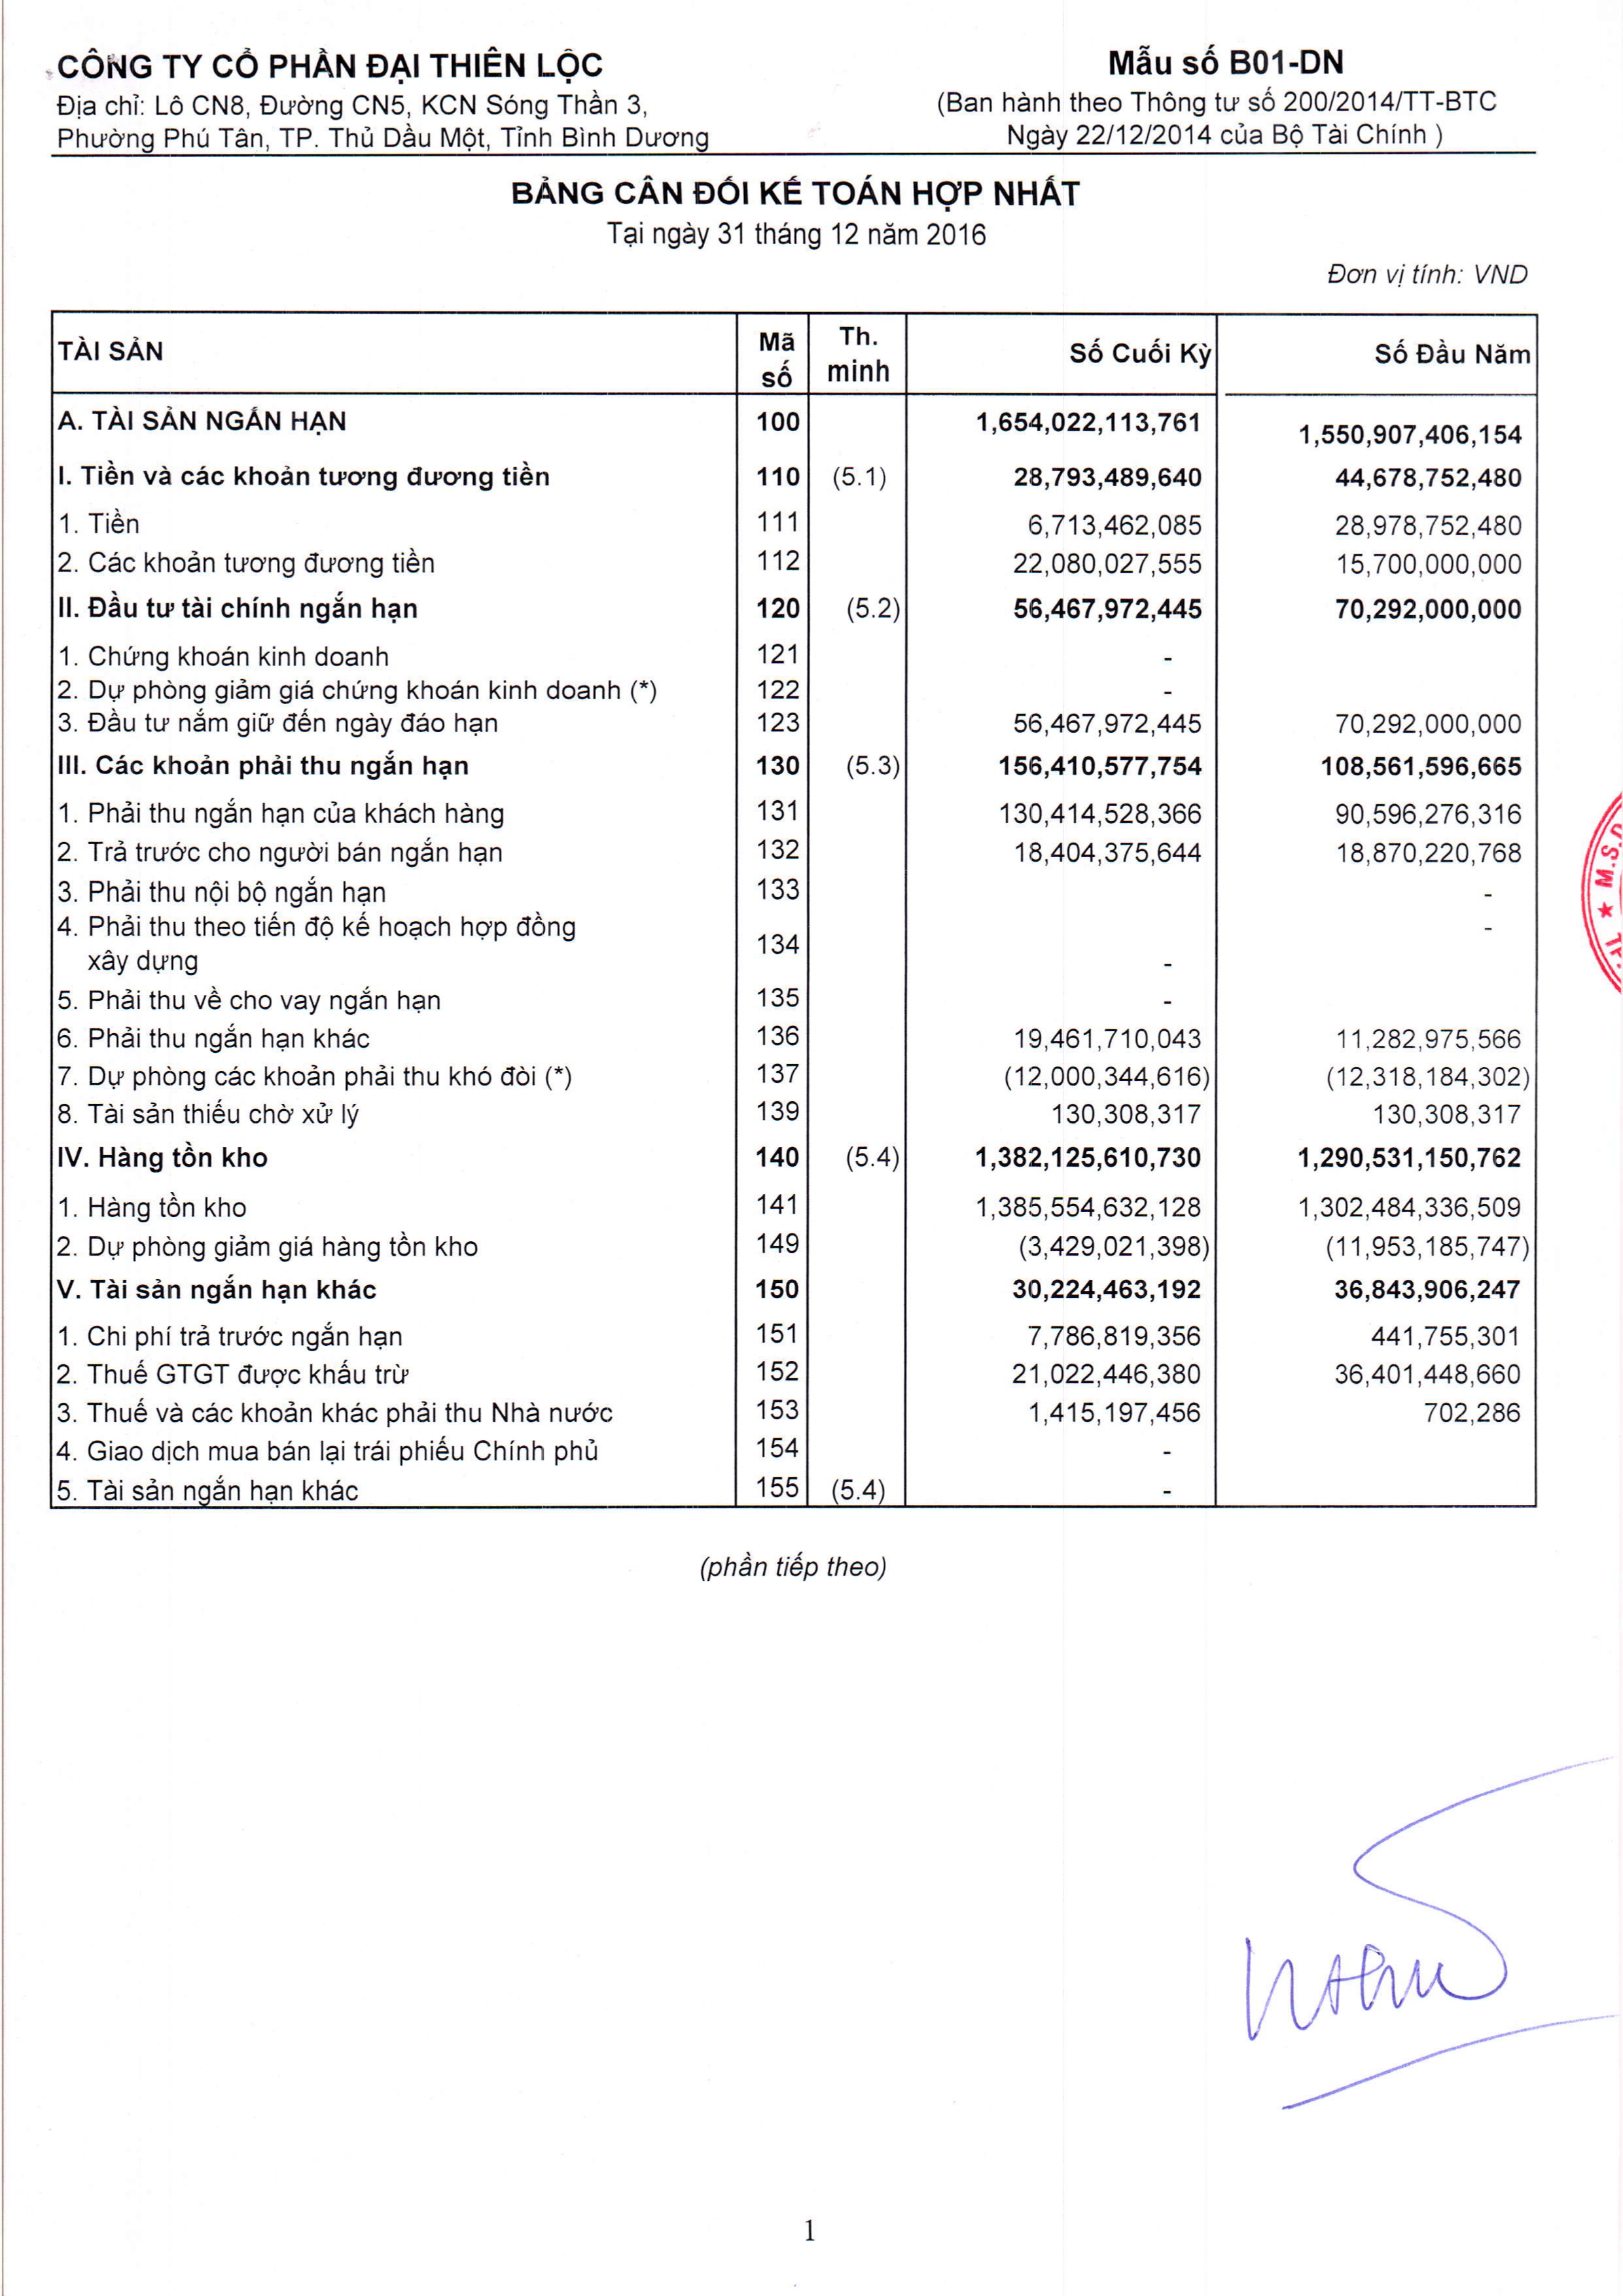 CÔNG TY CỔ PHẦN ĐẠI THIÊN LỘC
Địa chỉ: Lô CN8, Đường CN5, KCN Sóng Thần 3,
Phường Phú Tân, TP. Thủ Dầu Một, Tỉnh Bình Dương
Mẫu số B01-DN
(Ban hành theo Thông tư số 200/2014/TT-BTC
Ngày 22/12/2014 của Bộ Tài Chính )
BẢNG CÂN ĐỐI KẾ TOÁN HỢP NHẤT
Tại ngày 31 tháng 12 năm 2016
Đơn vị tính: VND
TÀI SẢN Mã số Th. minh Số Cuối Kỳ Số Đầu Năm
A. TÀI SẢN NGẮN HẠN 100 1,654,022,113,761 1,550,907,406,154
I. Tiền và các khoản tương đương tiền 110 (5.1) 28,793,489,640 44,678,752,480
1. Tiền 111 6,713,462,085 28,978,752,480
2. Các khoản tương đương tiền 112 22,080,027,555 15,700,000,000
II. Đầu tư tài chính ngắn hạn 120 (5.2) 56,467,972,445 70,292,000,000
1. Chứng khoán kinh doanh 121 -
2. Dự phòng giảm giá chứng khoán kinh doanh (*) 122 -
3. Đầu tư nắm giữ đến ngày đáo hạn 123 56,467,972,445 70,292,000,000
III. Các khoản phải thu ngắn hạn 130 (5.3) 156,410,577,754 108,561,596,665
1. Phải thu ngắn hạn của khách hàng 131 130,414,528,366 90,596,276,316
2. Trả trước cho người bán ngắn hạn 132 18,404,375,644 18,870,220,768
3. Phải thu nội bộ ngắn hạn 133 -
4. Phải thu theo tiến độ kế hoạch hợp đồng -
xây dựng 134 -
5. Phải thu về cho vay ngắn hạn 135 -
6. Phải thu ngắn hạn khác 136 19,461,710,043 11,282,975,566
7. Dự phòng các khoản phải thu khó đòi (*) 137 (12,000,344,616) (12,318,184,302)
8. Tài sản thiếu chờ xử lý 139 130,308,317 130,308,317
IV. Hàng tồn kho 140 (5.4) 1,382,125,610,730 1,290,531,150,762
1. Hàng tồn kho 141 1,385,554,632,128 1,302,484,336,509
2. Dự phòng giảm giá hàng tồn kho 149 (3,429,021,398) (11,953,185,747)
V. Tài sản ngắn hạn khác 150 30,224,463,192 36,843,906,247
1. Chi phí trả trước ngắn hạn 151 7,786,819,356 441,755,301
2. Thuế GTGT được khấu trừ 152 21,022,446,380 36,401,448,660
3. Thuế và các khoản khác phải thu Nhà nước 153 1,415,197,456 702,286
4. Giao dịch mua bán lại trái phiếu Chính phủ 154 -
5. Tài sản ngắn hạn khác 155 (5.4) -
(phần tiếp theo)
M.S.
1